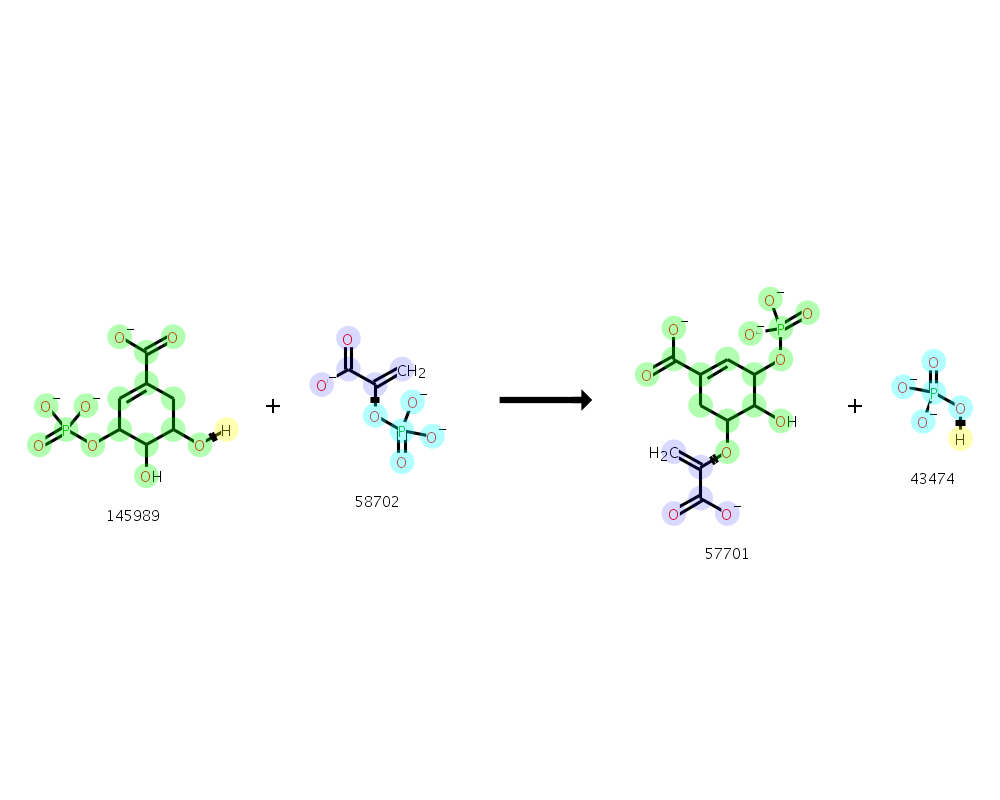 O⁻ O
O⁻ O⁻
P
O O O H
OH
145989
+
O CH₂
O⁻ O⁻
O P O⁻
O
58702
O⁻
O⁻ P O
O⁻ O
O
OH
H₂C O
O O⁻
57701
+
O
O⁻ P O
O⁻
H
43474